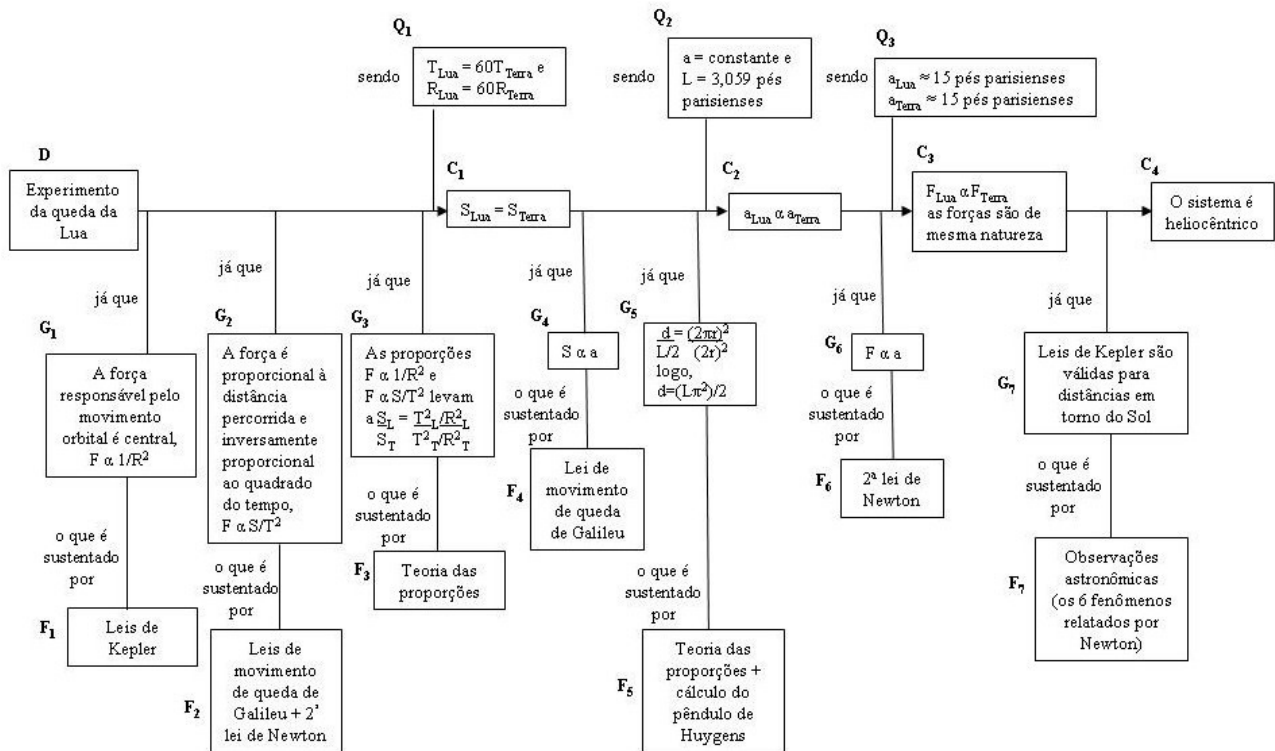 Q1
sendo
TLua = 60TTerra e
RLua = 60RTerra
Q2
sendo
a = constante e
L = 3,059 pés
parisienses
Q3
sendo
aLua ≈ 15 pés parisienses
aTerra ≈ 15 pés parisienses
D
Experimento
da queda da
Lua
C1
SLua = STerra
C2
aLua α aTerra
C3
FLua α FTerra
as forças são de
mesma natureza
C4
O sistema é
heliocêntrico
já que
G1
A força
responsável pelo
movimento
orbital é central,
F α 1/R²
o que é
sustentado
por
F1
Leis de
Kepler
já que
G2
A força é
proporcional à
distância
percorrida e
inversamente
proporcional
ao quadrado
do tempo,
F α S/T²
o que é
sustentado
por
F2
Leis de
movimento
de queda de
Galileu + 2ª
lei de Newton
já que
G3
As proporções
F α 1/R² e
F α S/T² levam
a SL = T²L/R²L
ST T²T/R²T
o que é
sustentado
por
F3
Teoria das
proporções
já que
G4
S α a
o que é
sustentado
por
F4
Lei de
movimento
de queda
de Galileu
já que
G5
d = (2πr)²
L/2 (2r)²
logo,
d=(Lπ²)/2
o que é
sustentado
por
F5
Teoria das
proporções +
cálculo do
pêndulo de
Huygens
já que
G6
F α a
o que é
sustentado
por
F6
2ª lei de
Newton
já que
G7
Leis de Kepler são
válidas para
distâncias em
torno do Sol
o que é
sustentado
por
F7
Observações
astronômicas
(os 6 fenômenos
relatados por
Newton)